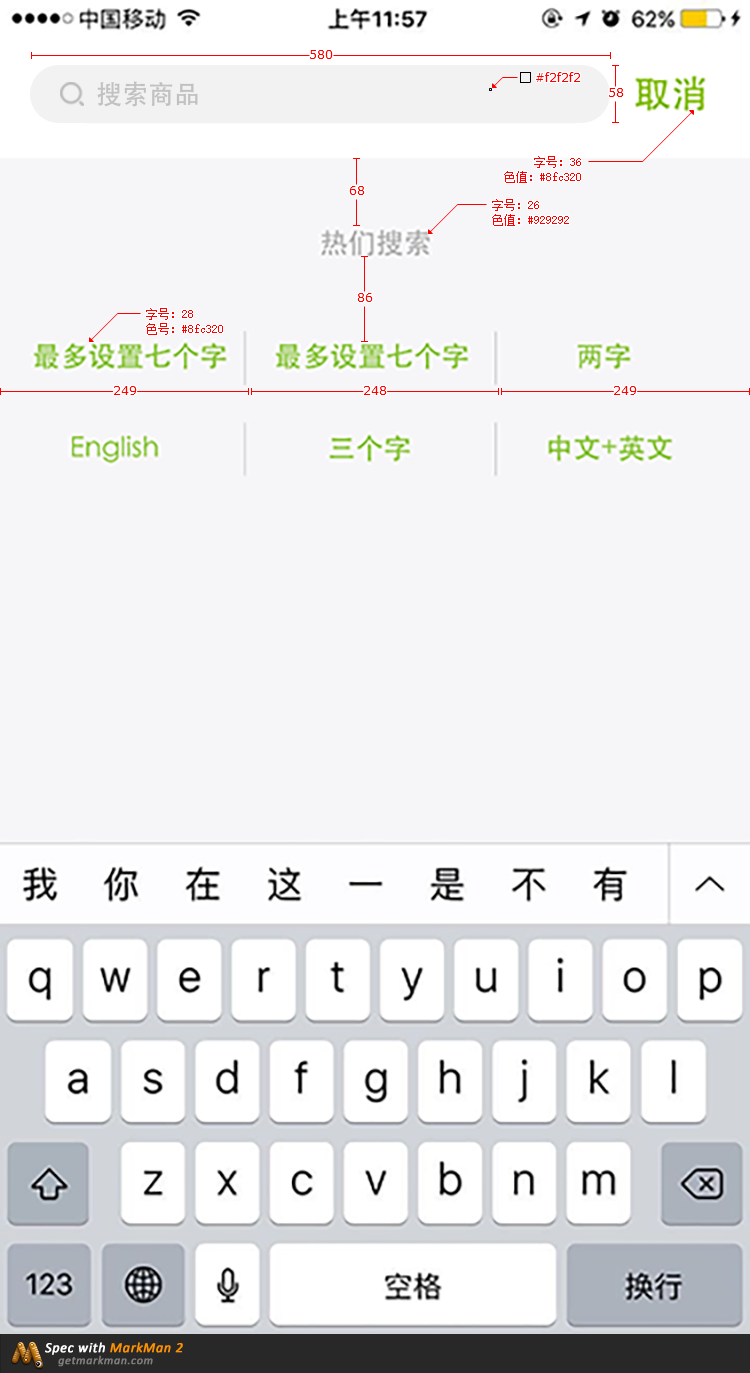 中国移动 上午11:57 62%
580
搜索商品 #f2f2f2 58 取消
字号：36
色值：#8fc320
68
字号：26
色值：#929292
热们搜索
86
字号：28
色号：#8fc320
最多设置七个字 最多设置七个字 两字
249 248 249
English 三个字 中文+英文
我 你 在 这 一 是 不 有
q w e r t y u i o p
a s d f g h j k l
z x c v b n m
123 空格 换行
Spec with MarkMan 2
getmarkman.com